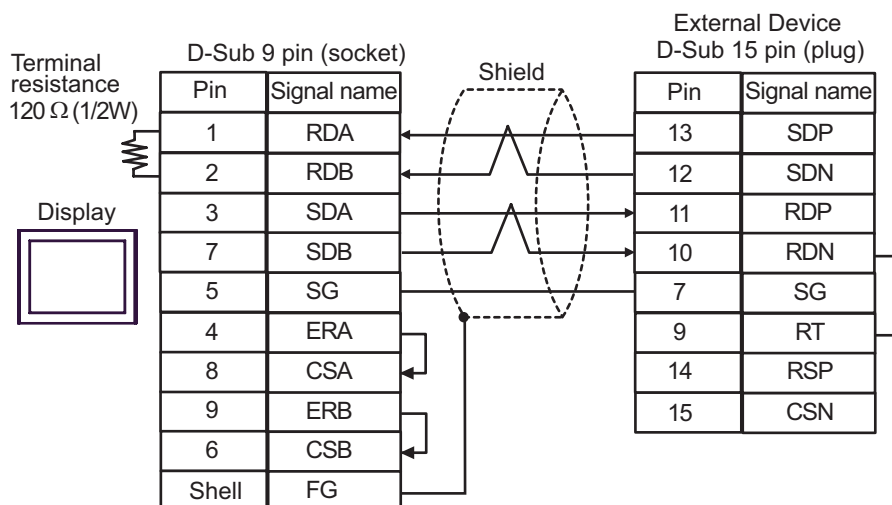 External Device
D-Sub 9 pin (socket)
D-Sub 15 pin (plug)
Terminal
resistance
120 Ω (1/2W)
Shield
Display
Pin Signal name
1 RDA
2 RDB
3 SDA
7 SDB
5 SG
4 ERA
8 CSA
9 ERB
6 CSB
Shell FG
Pin Signal name
13 SDP
12 SDN
11 RDP
10 RDN
7 SG
9 RT
14 RSP
15 CSN